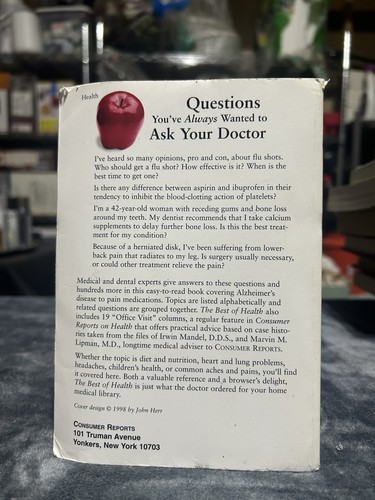 Health
Questions
You've Always Wanted to
Ask Your Doctor
I've heard so many opinions, pro and con, about flu shots.
Who should get a flu shot? How effective is it? When is the
best time to get one?
Is there any difference between aspirin and ibuprofen in their
tendency to inhibit the blood-clotting action of platelets?
I'm a 42-year-old woman with receding gums and bone loss
around my teeth. My dentist recommends that I take calcium
supplements to delay further bone loss. Is this the best treat-
ment for my condition?
Because of a herniated disk, I've been suffering from lower-
back pain that radiates to my leg. Is surgery usually necessary,
or could other treatment relieve the pain?
Medical and dental experts give answers to these questions and
hundreds more in this easy-to-read book covering Alzheimer's
disease to pain medications. Topics are listed alphabetically and
related questions are grouped together. The Best of Health also
includes 19 "Office Visit" columns, a regular feature in Consumer
Reports on Health that offers practical advice based on case histo-
ries taken from the files of Irwin Mandel, D.D.S., and Marvin M.
Lipman, M.D., longtime medical adviser to CONSUMER REPORTS.
Whether the topic is diet and nutrition, heart and lung problems,
headaches, children's health, or common aches and pains, you'll find
it covered here. Both a valuable reference and a browser's delight,
The Best of Health is just what the doctor ordered for your home
medical library.
Cover design © 1998 by John Herr
CONSUMER REPORTS
101 Truman Avenue
Yonkers, New York 10703